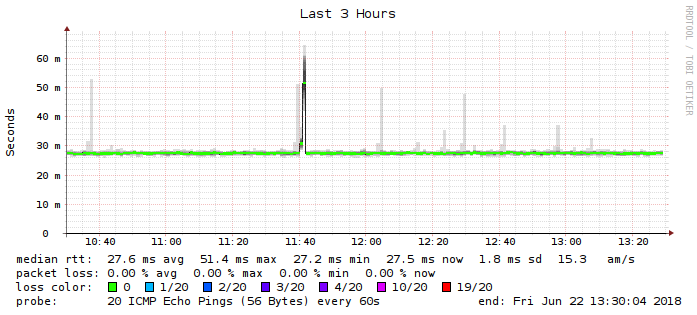 Last 3 Hours
RRDTOOL / TOBI OETIKER
Seconds
60 m
50 m
40 m
30 m
20 m
10 m
0
10:40 11:00 11:20 11:40 12:00 12:20 12:40 13:00 13:20
median rtt: 27.6 ms avg 51.4 ms max 27.2 ms min 27.5 ms now 1.8 ms sd 15.3 am/s
packet loss: 0.00 % avg 0.00 % max 0.00 % min 0.00 % now
loss color: 0 1/20 2/20 3/20 4/20 10/20 19/20
probe: 20 ICMP Echo Pings (56 Bytes) every 60s end: Fri Jun 22 13:30:04 2018